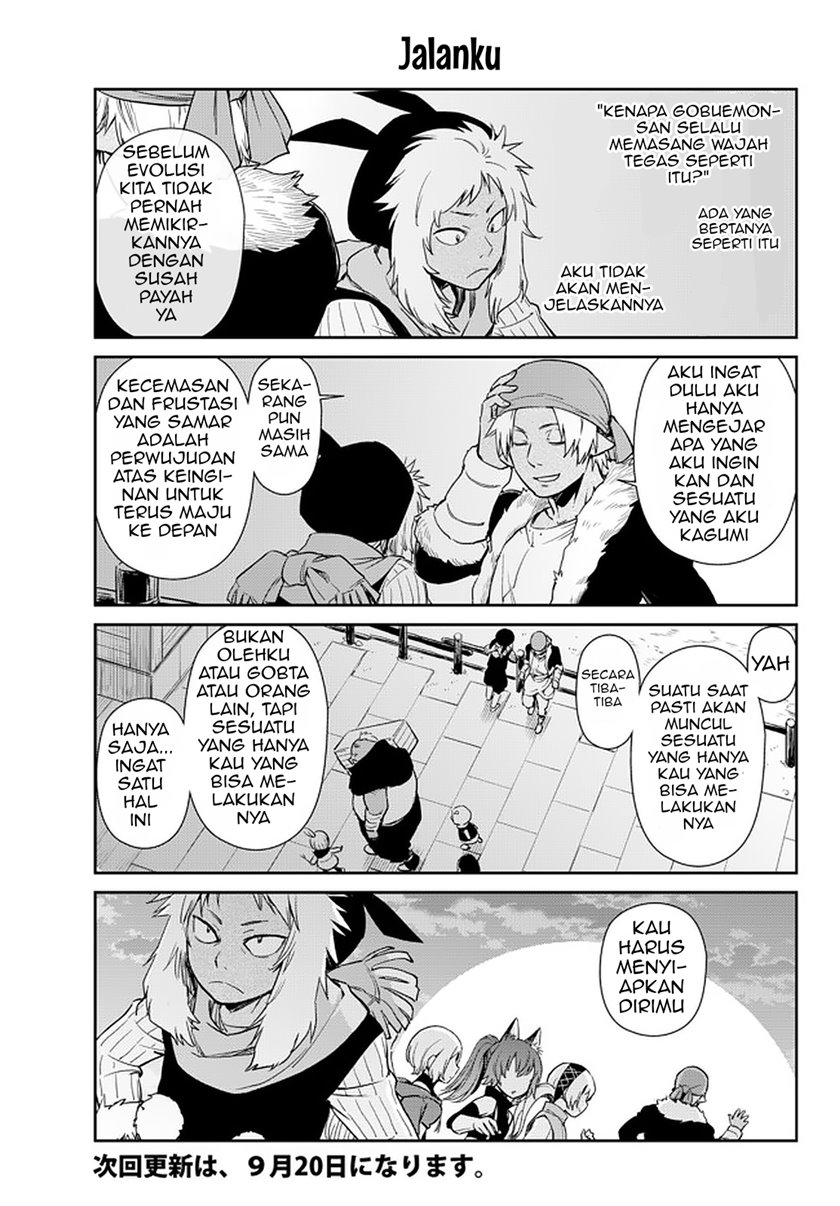 Jalanku
"KENAPA GOBUEMON-
SAN SELALU
MEMASANG WAJAH
TEGAS SEPERTI
ITU?"
ADA YANG
BERTANYA
SEPERTI ITU
AKU TIDAK
AKAN MEN-
JELASKANNYA
SEBELUM
EVOLUSI
KITA TIDAK
PERNAH
MEMIKIR-
KANNYA
DENGAN
SUSAH
PAYAH
YA
AKU INGAT
DULU AKU
HANYA
MENGEJAR
APA YANG
AKU INGIN
KAN DAN
SESUATU
YANG AKU
KAGUMI
SEKA-
RANG
PUN
MASIH
SAMA
KECEMASAN
DAN FRUSTASI
YANG SAMAR
ADALAH
PERWUJUDAN
ATAS KEINGI-
NAN UNTUK
TERUS MAJU
KE DEPAN
YAH
SUATU SAAT
PASTI AKAN
MUNCUL
SESUATU
YANG HANYA
KAU YANG
BISA ME-
LAKUKAN
NYA
SECARA
TIBA-
TIBA
BUKAN
OLEHKU
ATAU GOBTA
ATAU ORANG
LAIN, TAPI
SESUATU
YANG HANYA
KAU YANG
BISA ME-
LAKUKAN
NYA
HANYA
SAJA...
INGAT
SATU
HAL
INI
KAU
HARUS
MENYI-
APKAN
DIRIMU
次回更新は、9月20日になります。